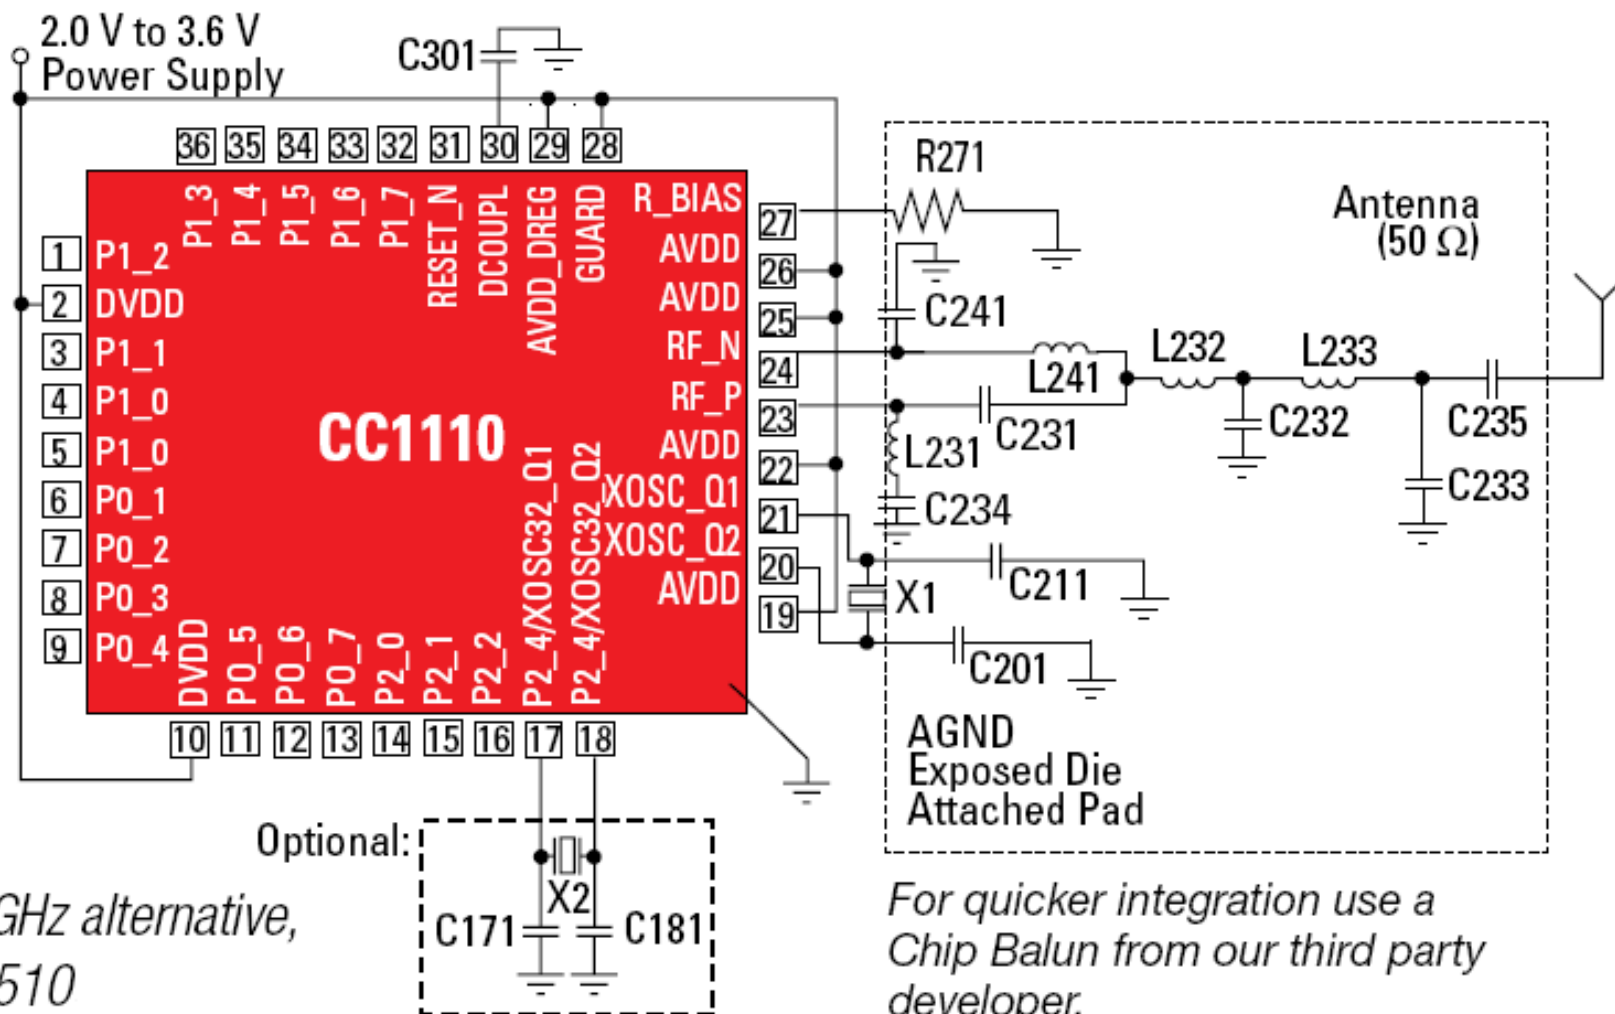 2.0 V to 3.6 V
Power Supply
C301
36 35 34 33 32 31 30 29 28
P1_3
P1_4
P1_5
P1_6
P1_7
RESET_N
DCOUPL
AVDD_DREG
GUARD
1 P1_2
2 DVDD
3 P1_1
4 P1_0
5 P1_0
6 P0_1
7 P0_2
8 P0_3
9 P0_4
CC1110
R_BIAS 27
AVDD 26
AVDD 25
RF_N 24
RF_P 23
AVDD 22
XOSC_Q1 21
XOSC_Q2 20
AVDD 19
DVDD
P0_5
P0_6
P0_7
P2_0
P2_1
P2_2
P2_4/XOSC32_Q1
P2_4/XOSC32_Q2
10 11 12 13 14 15 16 17 18
R271
Antenna
(50 Ω)
C241
L241
L232
L233
C231
L231
C232
C235
C234
C233
X1
C211
C201
AGND
Exposed Die
Attached Pad
Optional:
X2
C171
C181
GHz alternative,
510
For quicker integration use a
Chip Balun from our third party
developer.